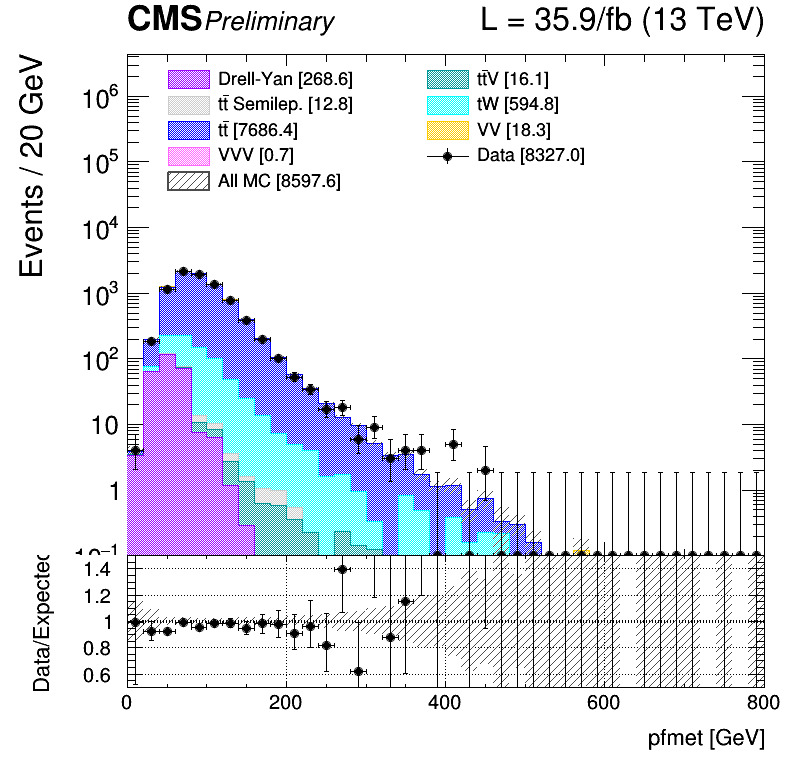 CMS Preliminary L = 35.9/fb (13 TeV)
Events / 20 GeV
Drell-Yan [268.6]
tt̄ Semilep. [12.8]
tt̄ [7686.4]
VVV [0.7]
All MC [8597.6]
tt̄V [16.1]
tW [594.8]
VV [18.3]
Data [8327.0]
10⁶
10⁵
10⁴
10³
10²
10
1
10⁻¹
Data/Expected
1.4
1.2
1
0.8
0.6
0 200 400 600 800
pfmet [GeV]